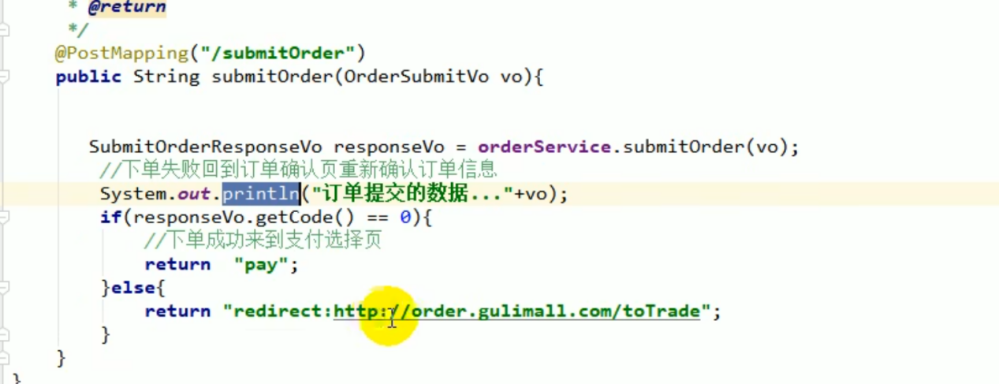 * @return
*/
@PostMapping("/submitOrder")
public String submitOrder(OrderSubmitVo vo){
SubmitOrderResponseVo responseVo = orderService.submitOrder(vo);
//下单失败回到订单确认页重新确认订单信息
System.out.println("订单提交的数据..."+vo);
if(responseVo.getCode() == 0){
//下单成功来到支付选择页
return  "pay";
}else{
return "redirect:http://order.gulimall.com/toTrade";
}
}
}